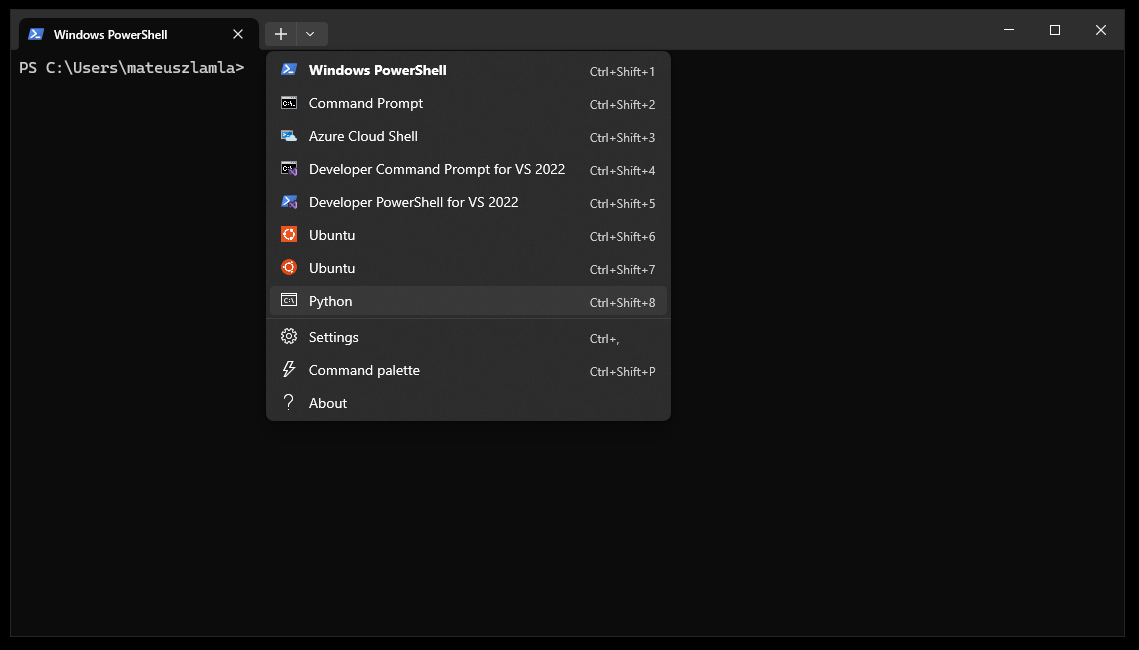 Windows PowerShell
PS C:\Users\mateuszlamla>
Windows PowerShell Ctrl+Shift+1
Command Prompt Ctrl+Shift+2
Azure Cloud Shell Ctrl+Shift+3
Developer Command Prompt for VS 2022 Ctrl+Shift+4
Developer PowerShell for VS 2022 Ctrl+Shift+5
Ubuntu Ctrl+Shift+6
Ubuntu Ctrl+Shift+7
Python Ctrl+Shift+8
Settings Ctrl+,
Command palette Ctrl+Shift+P
About